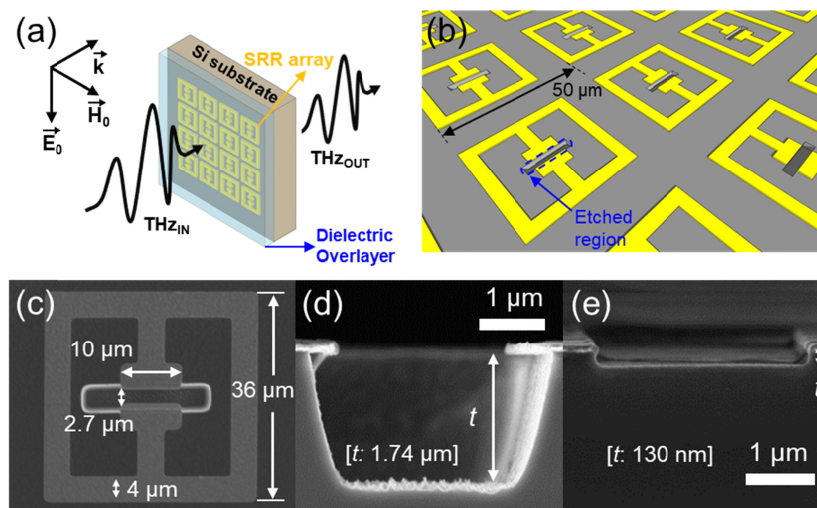 (a)
Si substrate
SRR array
k
H0
E0
THzIN
THzOUT
Dielectric
Overlayer
(b)
50 µm
Etched
region
(c)
10 µm
36 µm
2.7 µm
4 µm
(d)
1 µm
t
[t: 1.74 µm]
(e)
[t: 130 nm]
1 µm